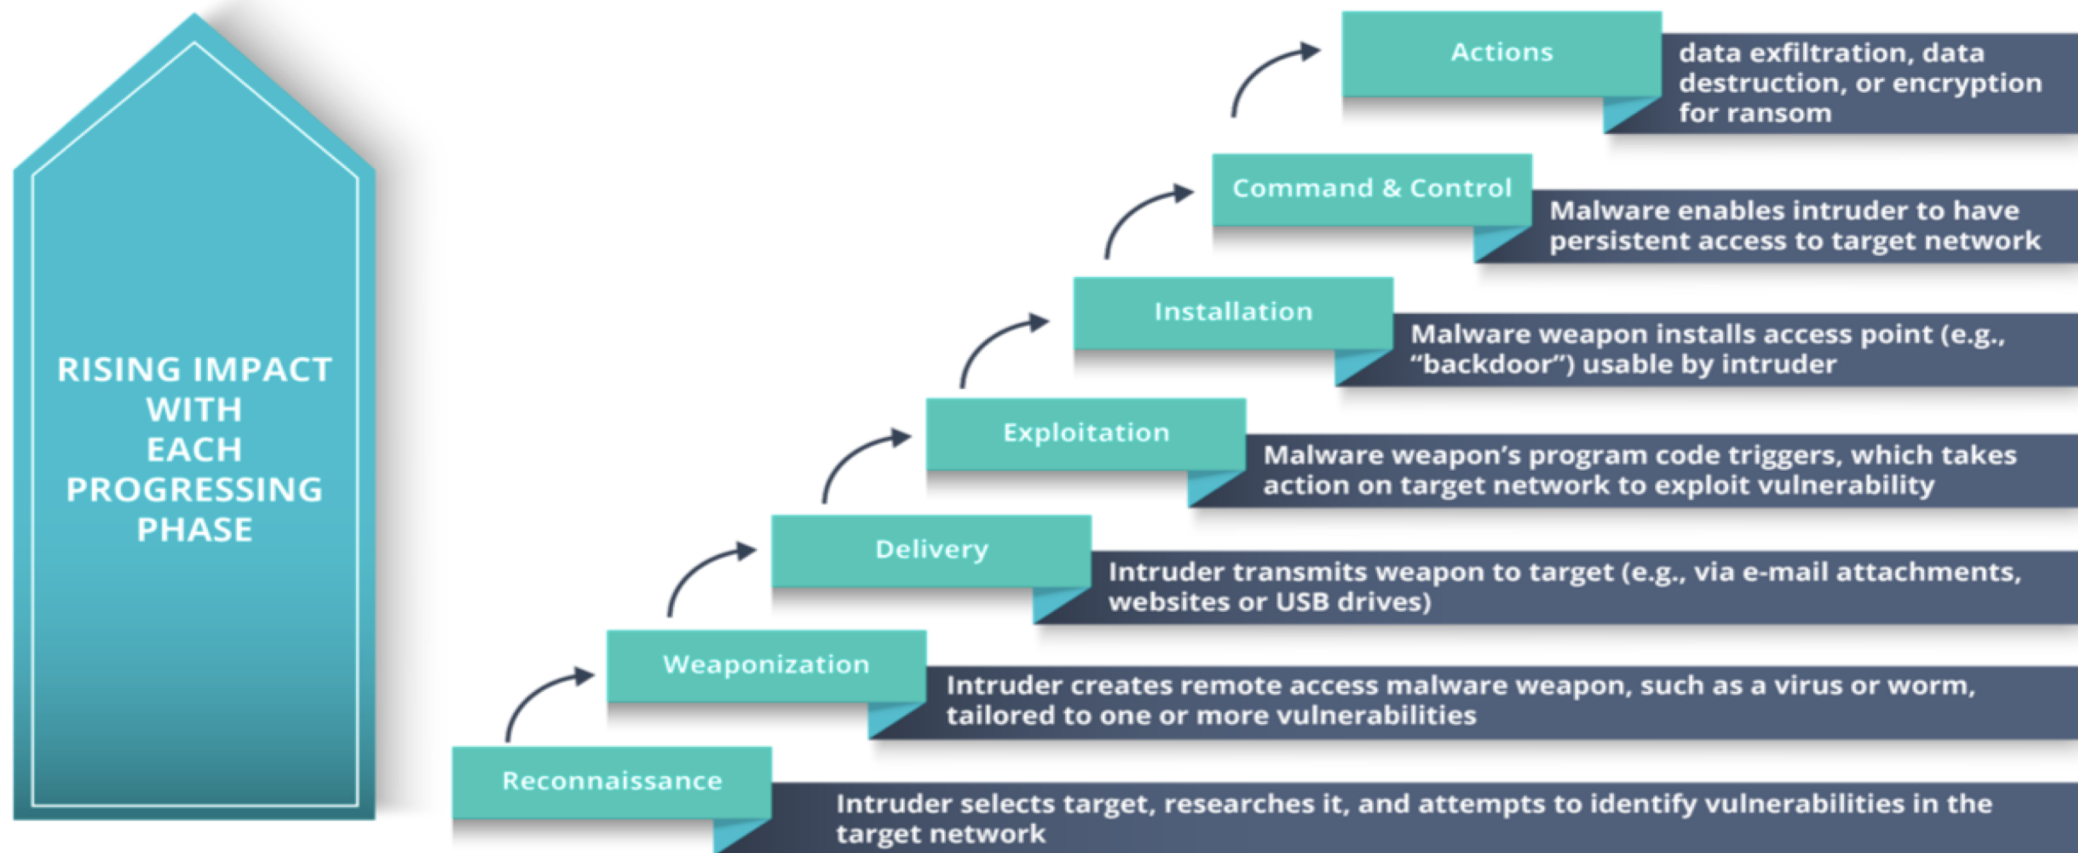 RISING IMPACT
WITH
EACH
PROGRESSING
PHASE
Actions
data exfiltration, data
destruction, or encryption
for ransom
Command & Control
Malware enables intruder to have
persistent access to target network
Installation
Malware weapon installs access point (e.g.,
“backdoor”) usable by intruder
Exploitation
Malware weapon’s program code triggers, which takes
action on target network to exploit vulnerability
Delivery
Intruder transmits weapon to target (e.g., via e-mail attachments,
websites or USB drives)
Weaponization
Intruder creates remote access malware weapon, such as a virus or worm,
tailored to one or more vulnerabilities
Reconnaissance
Intruder selects target, researches it, and attempts to identify vulnerabilities in the
target network